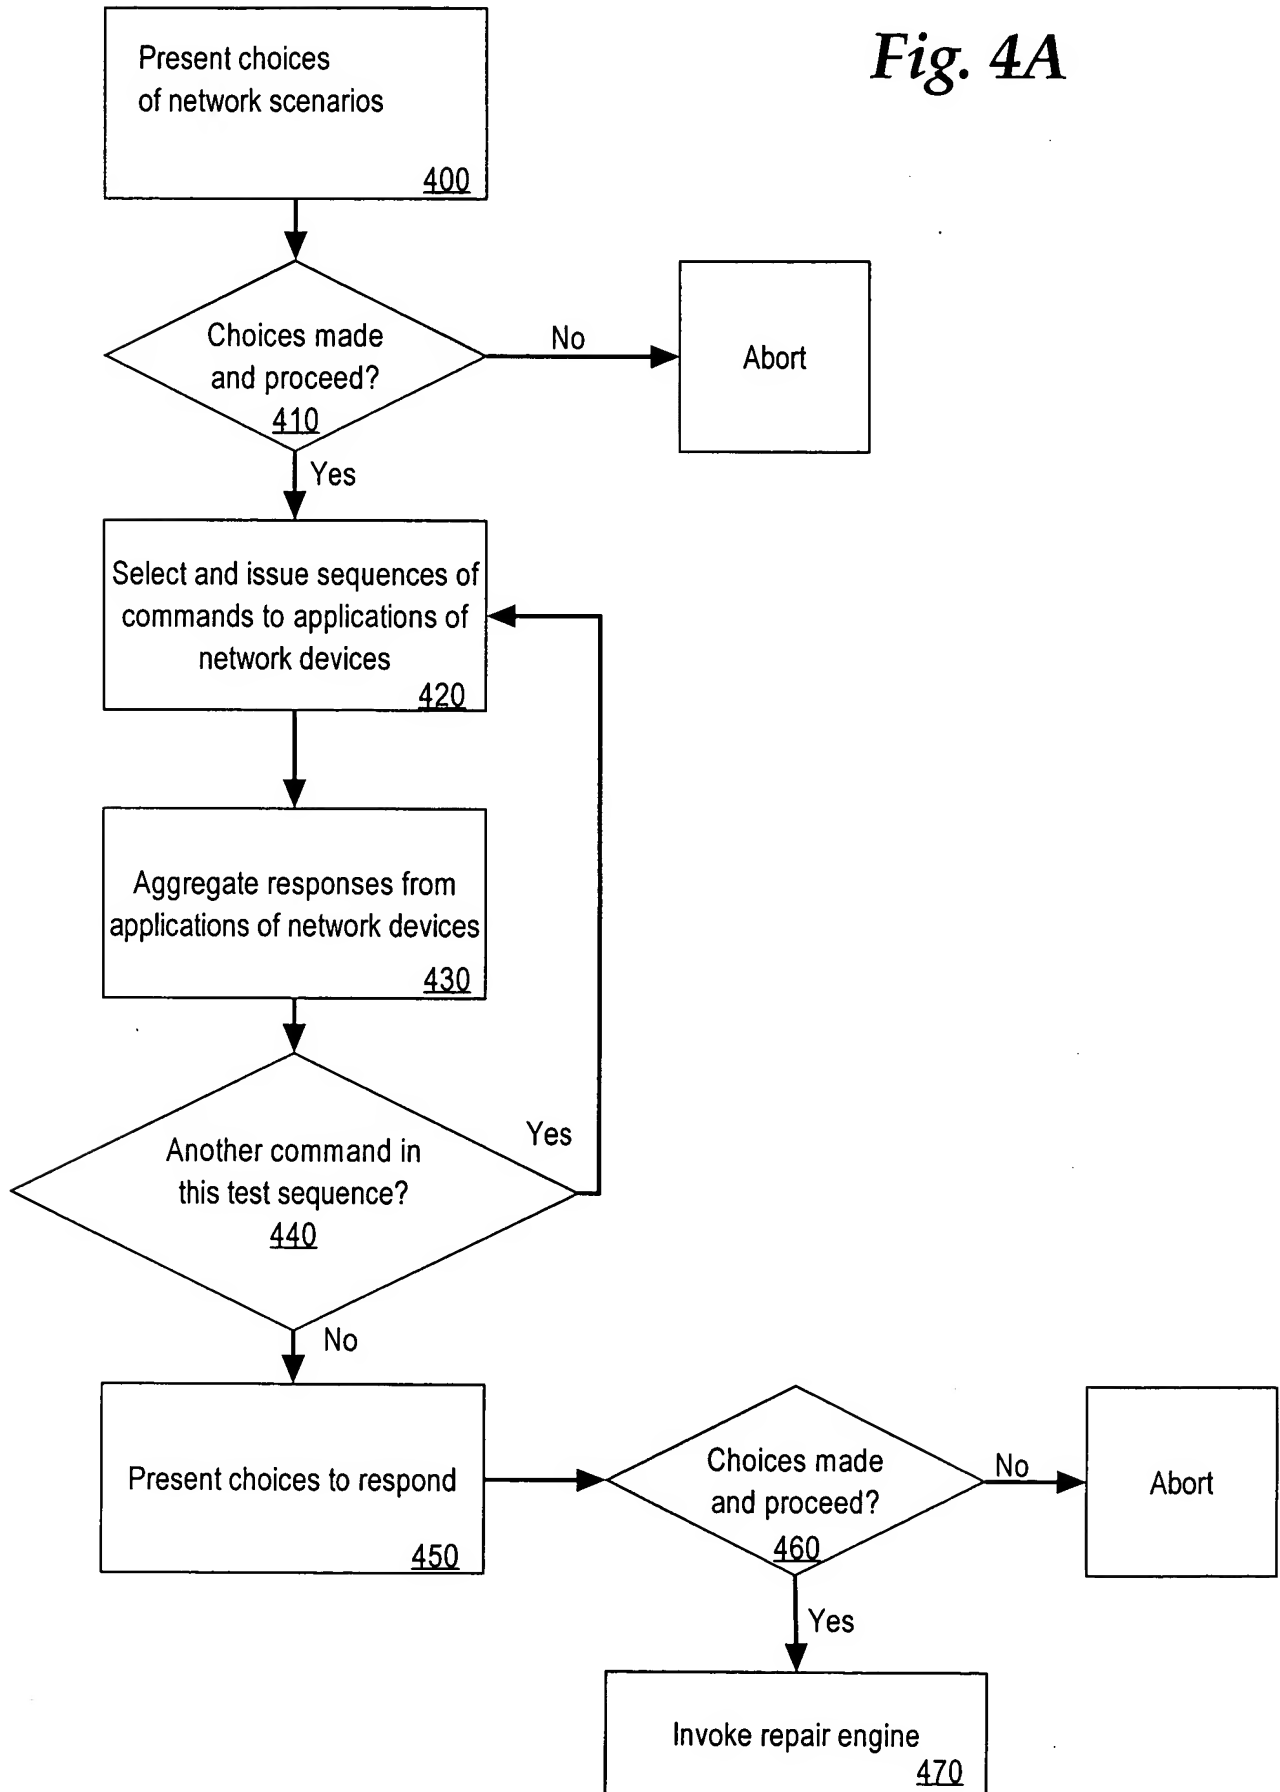 Fig. 4A
Present choices
of network scenarios
400
Choices made
and proceed?
410
No
Abort
Yes
Select and issue sequences of
commands to applications of
network devices
420
Aggregate responses from
applications of network devices
430
Another command in
this test sequence?
440
Yes
No
Present choices to respond
450
Choices made
and proceed?
460
No
Abort
Yes
Invoke repair engine
470